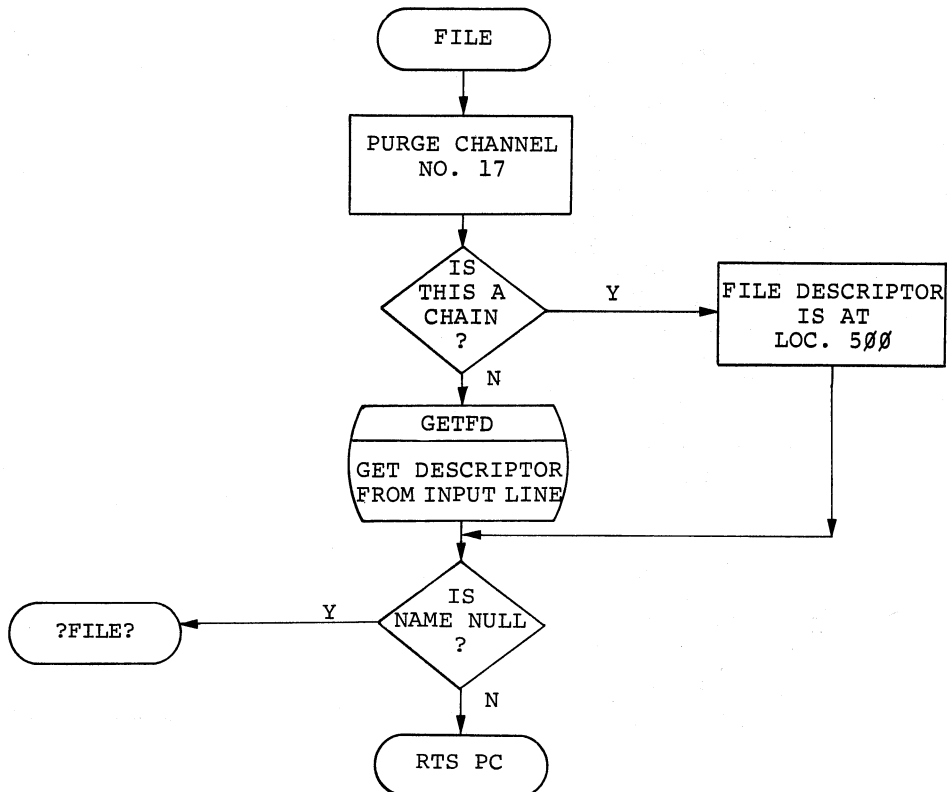 FILE
PURGE CHANNEL
NO. 17
IS
THIS A
CHAIN
?
Y
FILE DESCRIPTOR
IS AT
LOC. 5ØØ
N
GETFD
GET DESCRIPTOR
FROM INPUT LINE
IS
NAME NULL
?
Y
?FILE?
N
RTS PC